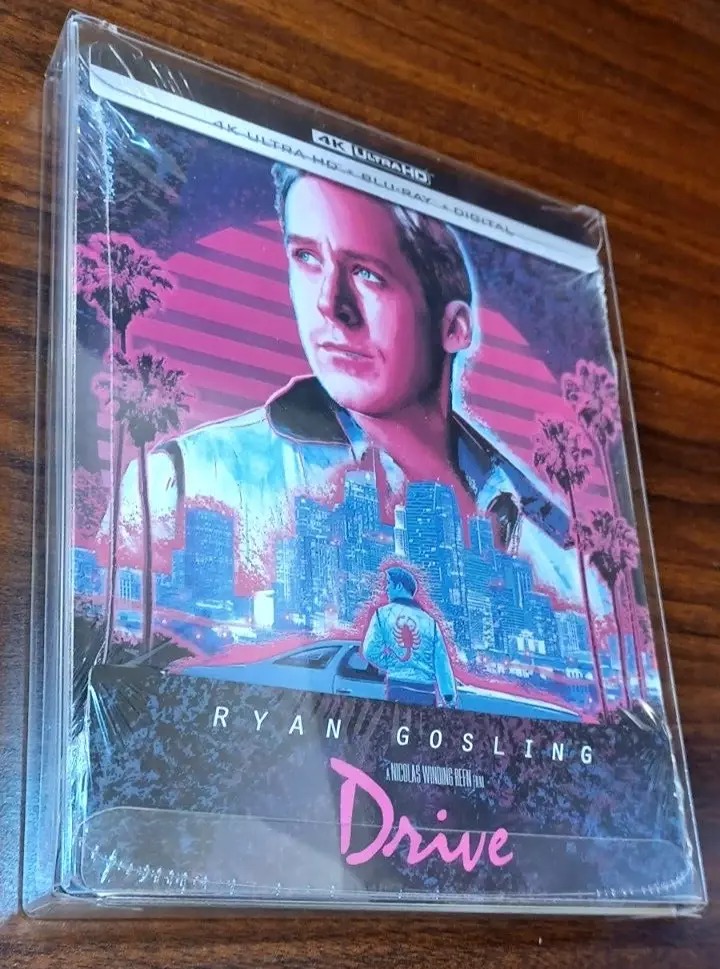 4K ULTRA HD
4K ULTRA HD + BLU-RAY + DIGITAL
RYAN GOSLING
A NICOLAS WINDING REFN FILM
Drive